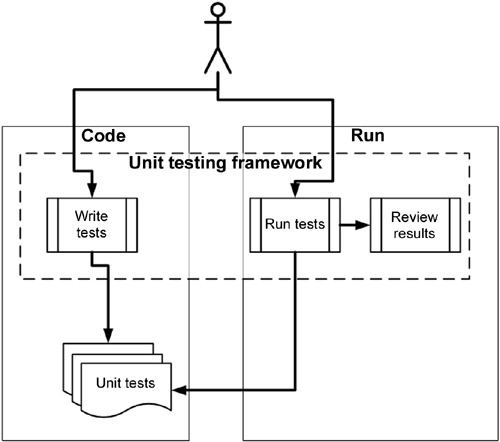 Code
Run
Unit testing framework
Write
tests
Run tests
Review
results
Unit tests